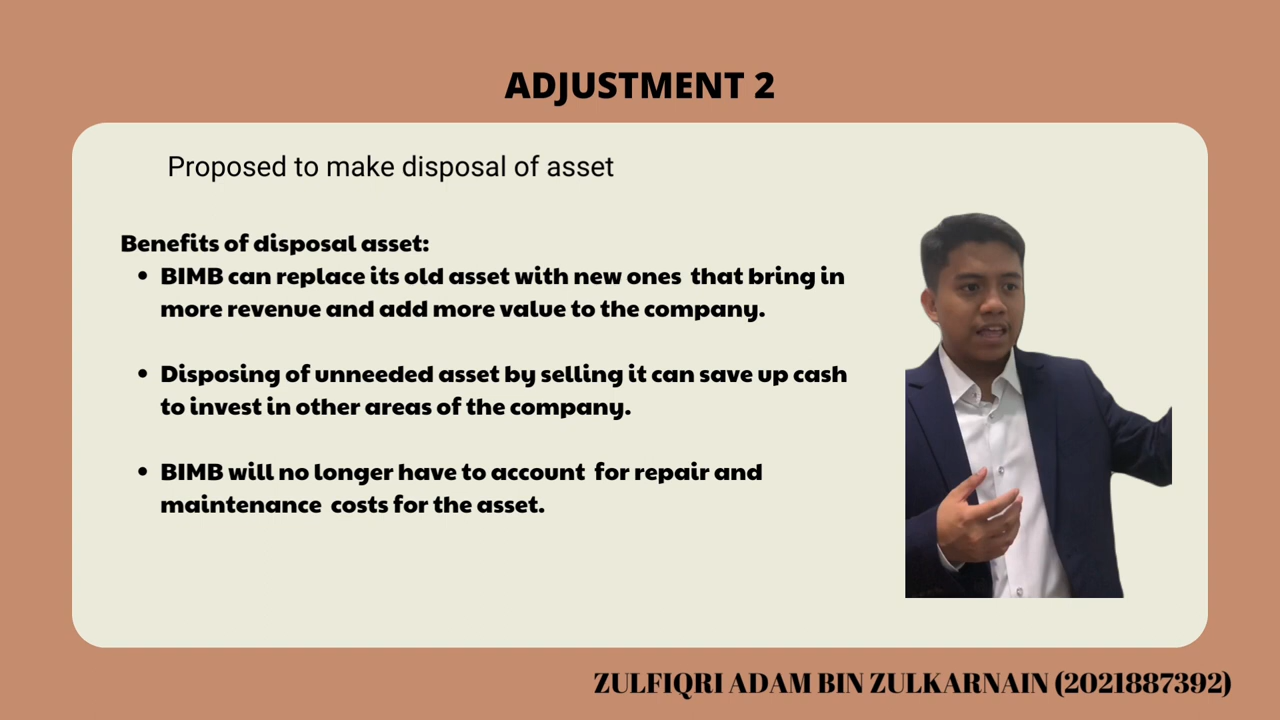 ADJUSTMENT 2
Proposed to make disposal of asset
Benefits of disposal asset:
• BIMB can replace its old asset with new ones that bring in
more revenue and add more value to the company.
• Disposing of unneeded asset by selling it can save up cash
to invest in other areas of the company.
• BIMB will no longer have to account for repair and
maintenance costs for the asset.
ZULFIQRI ADAM BIN ZULKARNAIN (2021887392)